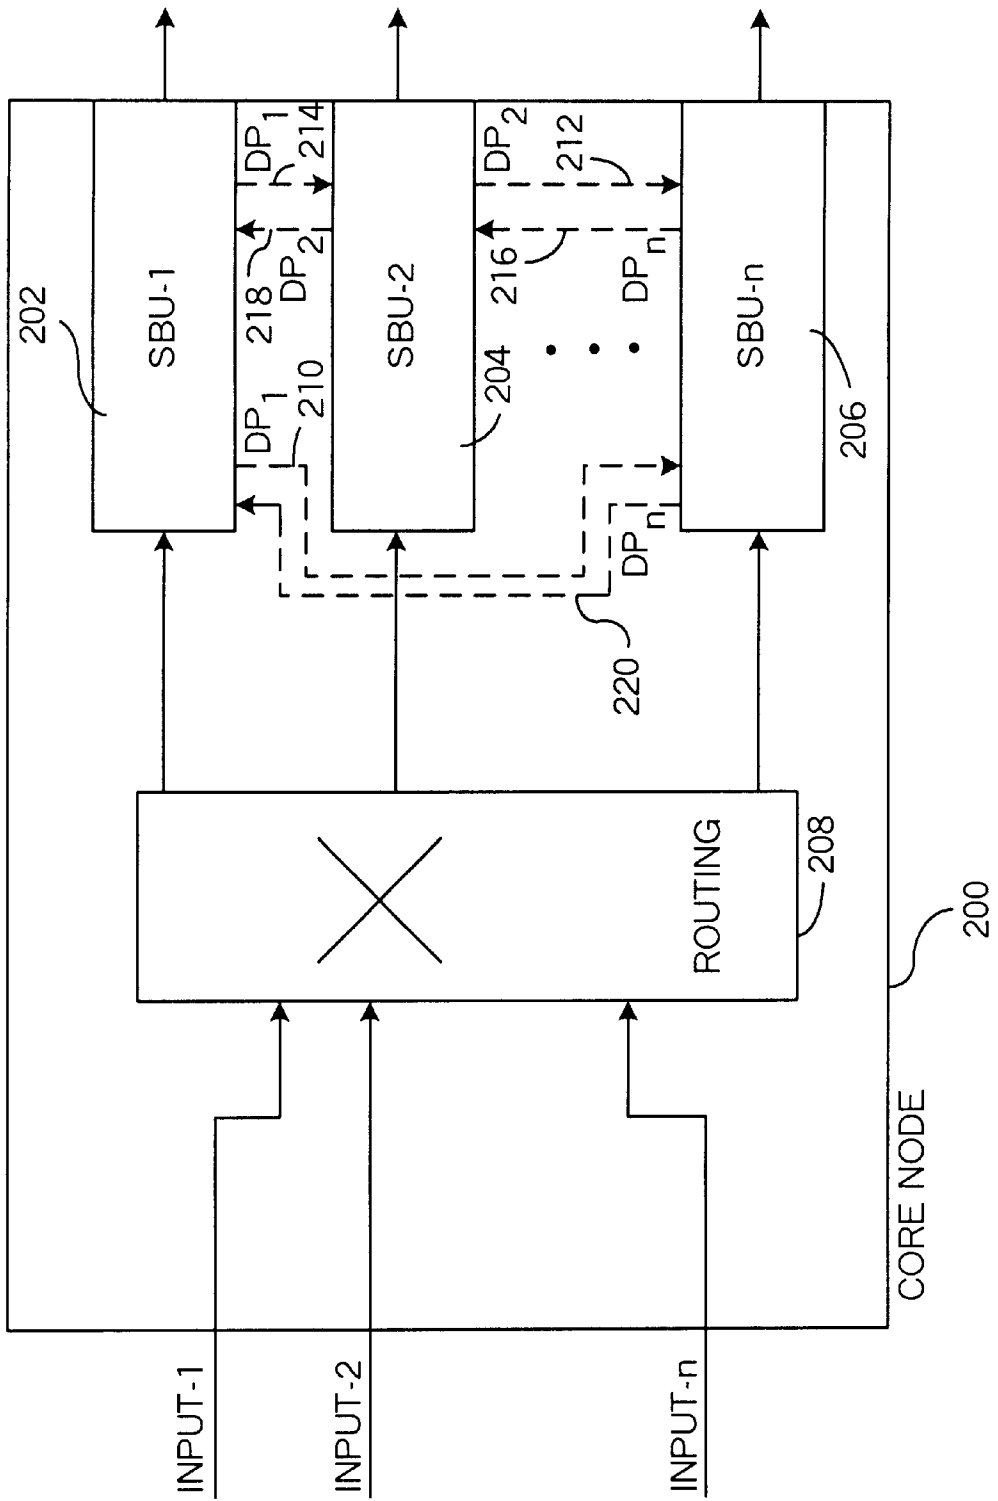 INPUT-1
INPUT-2
INPUT-n
CORE NODE
200
ROUTING
208
202
SBU-1
DP1
210
218
DP2
DP1
214
SBU-2
204
216
DPn
DP2
212
220
DPn
SBU-n
206